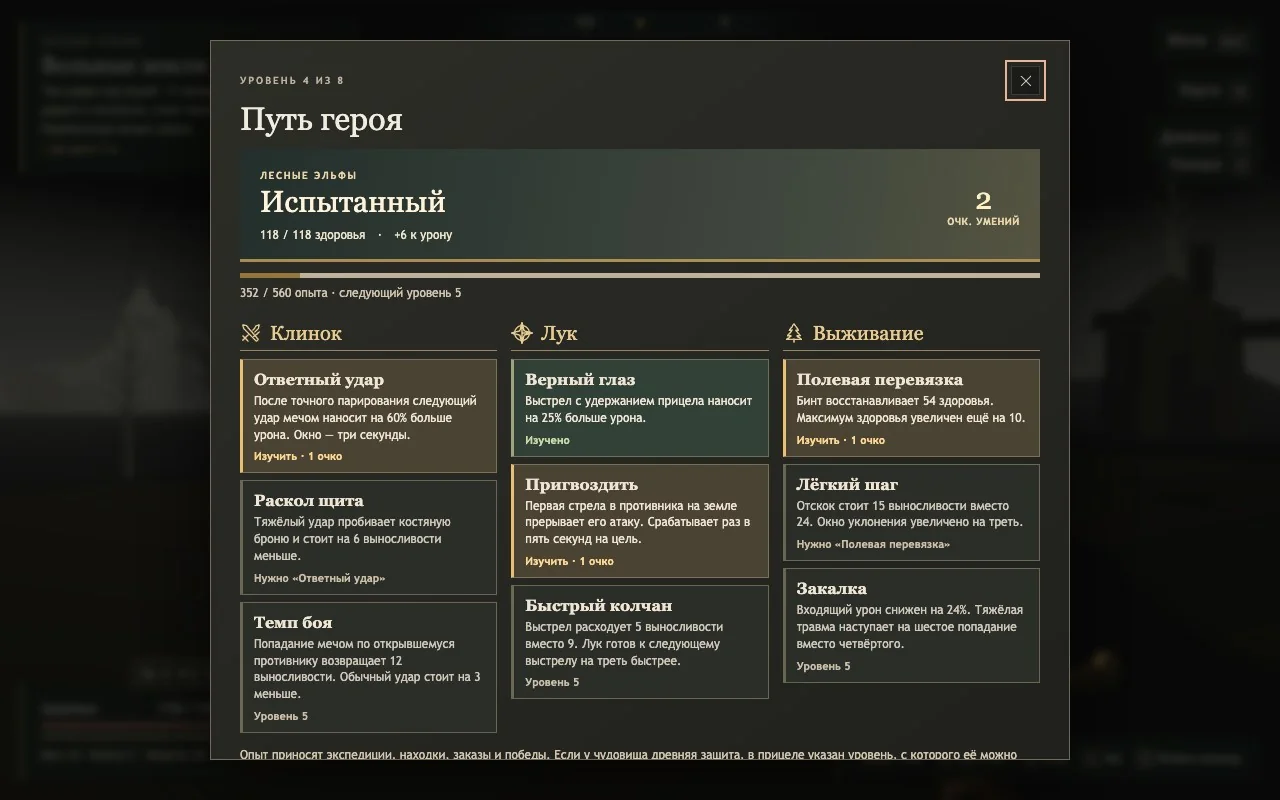 УРОВЕНЬ 4 ИЗ 8
Путь героя
ЛЕСНЫЕ ЭЛЬФЫ
Испытанный
118 / 118 здоровья · +6 к урону
2
ОЧК. УМЕНИЙ
352 / 560 опыта · следующий уровень 5
Клинок
Ответный удар
После точного парирования следующий
удар мечом наносит на 60% больше
урона. Окно — три секунды.
Изучить · 1 очко
Раскол щита
Тяжёлый удар пробивает костяную
броню и стоит на 6 выносливости
меньше.
Нужно «Ответный удар»
Темп боя
Попадание мечом по открывшемуся
противнику возвращает 12
выносливости. Обычный удар стоит на 3
меньше.
Уровень 5
Лук
Верный глаз
Выстрел с удержанием прицела наносит
на 25% больше урона.
Изучено
Пригвоздить
Первая стрела в противника на земле
прерывает его атаку. Срабатывает раз в
пять секунд на цель.
Изучить · 1 очко
Быстрый колчан
Выстрел расходует 5 выносливости
вместо 9. Лук готов к следующему
выстрелу на треть быстрее.
Уровень 5
Выживание
Полевая перевязка
Бинт восстанавливает 54 здоровья.
Максимум здоровья увеличен ещё на 10.
Изучить · 1 очко
Лёгкий шаг
Отскок стоит 15 выносливости вместо
24. Окно уклонения увеличено на треть.
Нужно «Полевая перевязка»
Закалка
Входящий урон снижен на 24%. Тяжёлая
травма наступает на шестое попадание
вместо четвёртого.
Уровень 5
Опыт приносят экспедиции, находки, заказы и победы. Если у чудовища древняя защита, в прицеле указан уровень, с которого её можно